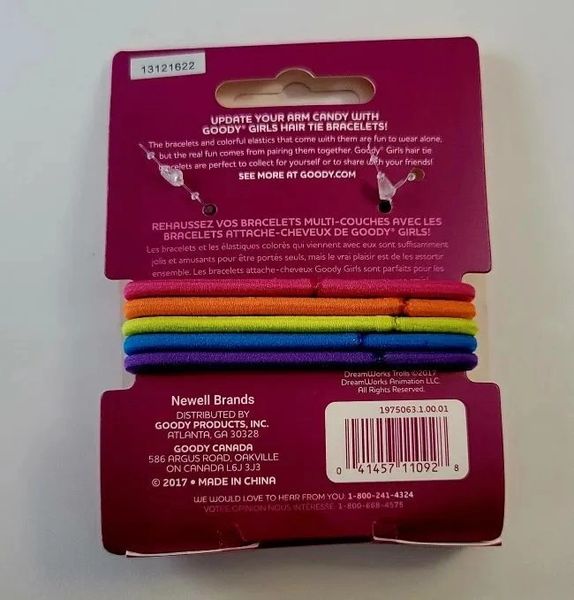 13121622
UPDATE YOUR ARM CANDY WITH
GOODY® GIRLS HAIR TIE BRACELETS!
The bracelets and colorful elastics that come with them are fun to wear alone,
but the real fun comes from pairing them together. Goody® Girls hair tie
bracelets are perfect to collect for yourself or to share with your friends!
SEE MORE AT GOODY.COM
REHAUSSEZ VOS BRACELETS MULTI-COUCHES AVEC LES
BRACELETS ATTACHE-CHEVEUX DE GOODY® GIRLS!
Les bracelets et les élastiques colorés qui viennent avec eux sont suffisamment
jolis et amusants pour être portés seuls, mais le vrai plaisir est de les assortir
ensemble. Les bracelets attache-cheveux Goody Girls sont parfaits pour les
DreamWorks Trolls ©2017
DreamWorks Animation LLC.
All Rights Reserved.
Newell Brands
DISTRIBUTED BY
GOODY PRODUCTS, INC.
ATLANTA, GA 30328
GOODY CANADA
586 ARGUS ROAD, OAKVILLE
ON CANADA L6J 3J3
© 2017 • MADE IN CHINA
1975063.1.00.01
0 41457 11092 8
WE WOULD LOVE TO HEAR FROM YOU: 1-800-241-4324
VOTRE OPINION NOUS INTÉRESSE: 1-800-668-4575